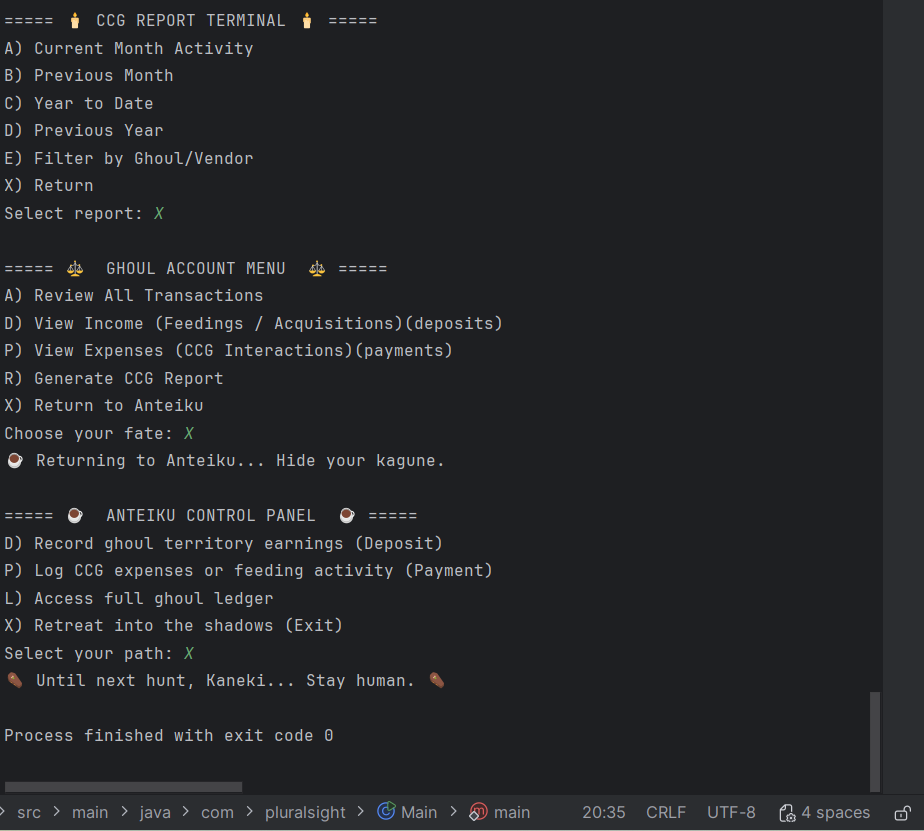 ===== 🕯 CCG REPORT TERMINAL 🕯 =====
A) Current Month Activity
B) Previous Month
C) Year to Date
D) Previous Year
E) Filter by Ghoul/Vendor
X) Return
Select report: X
===== ⚖ GHOUL ACCOUNT MENU ⚖ =====
A) Review All Transactions
D) View Income (Feedings / Acquisitions)(deposits)
P) View Expenses (CCG Interactions)(payments)
R) Generate CCG Report
X) Return to Anteiku
Choose your fate: X
☕ Returning to Anteiku... Hide your kagune.
===== ☕ ANTEIKU CONTROL PANEL ☕ =====
D) Record ghoul territory earnings (Deposit)
P) Log CCG expenses or feeding activity (Payment)
L) Access full ghoul ledger
X) Retreat into the shadows (Exit)
Select your path: X
⚰ Until next hunt, Kaneki... Stay human. ⚰
Process finished with exit code 0
> src > main > java > com > pluralsight > Main > main 20:35 CRLF UTF-8 4 spaces